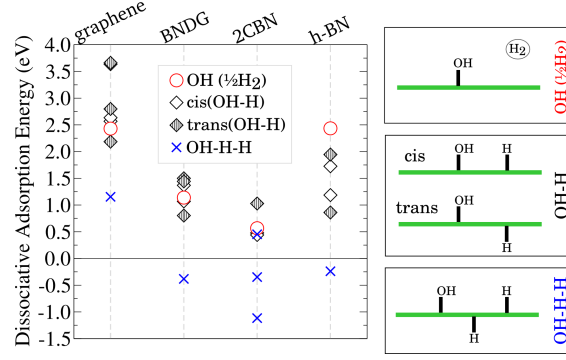 graphene
BNDG
2CBN
h-BN
Dissociative Adsorption Energy (eV)
4.0
3.5
3.0
2.5
2.0
1.5
1.0
0.5
0
-0.5
-1.0
-1.5
OH (½H₂)
cis(OH-H)
trans(OH-H)
OH-H-H
H₂
OH
OH (½H₂)
cis
OH
H
trans
OH
H
OH-H
OH
H
H
OH-H-H